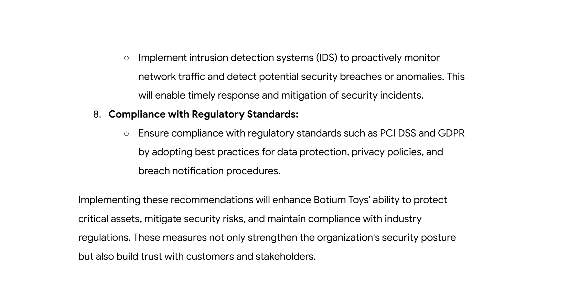 ○ Implement intrusion detection systems (IDS) to proactively monitor
network traffic and detect potential security breaches or anomalies. This
will enable timely response and mitigation of security incidents.
8. Compliance with Regulatory Standards:
○ Ensure compliance with regulatory standards such as PCI DSS and GDPR
by adopting best practices for data protection, privacy policies, and
breach notification procedures.
Implementing these recommendations will enhance Botium Toys' ability to protect
critical assets, mitigate security risks, and maintain compliance with industry
regulations. These measures not only strengthen the organization's security posture
but also build trust with customers and stakeholders.